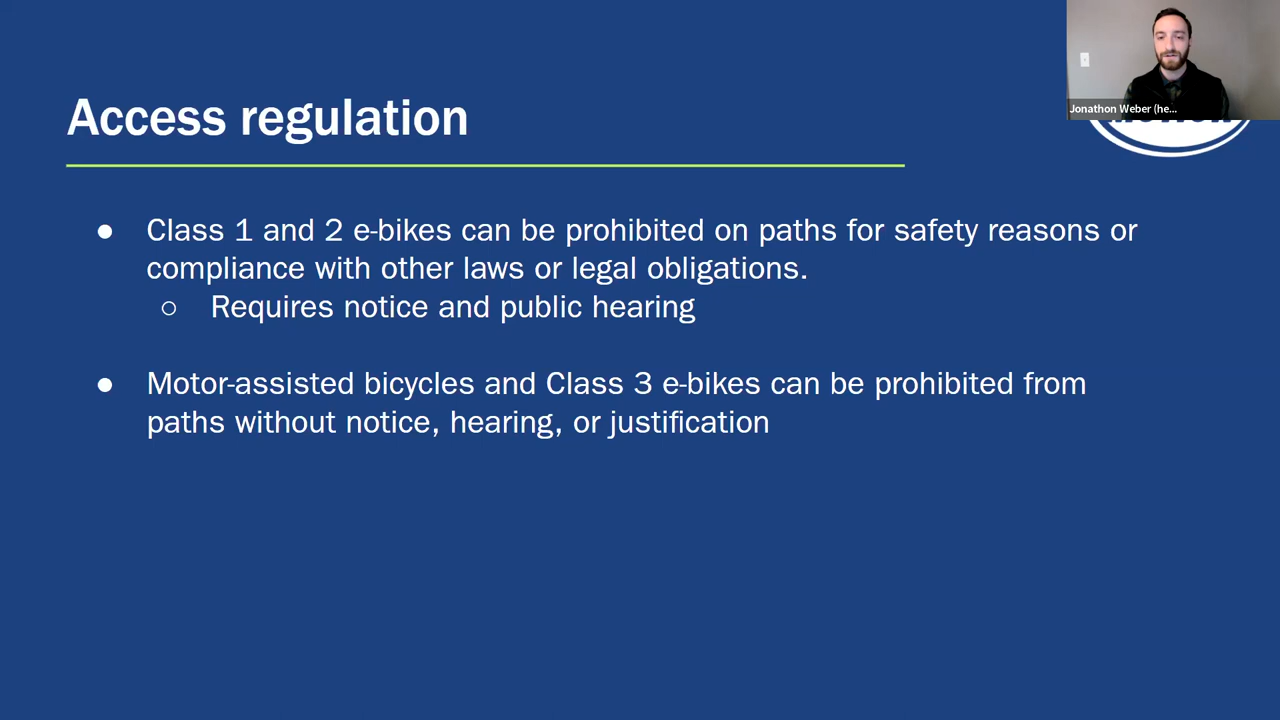 Jonathon Weber (he...
Access regulation
● Class 1 and 2 e-bikes can be prohibited on paths for safety reasons or
compliance with other laws or legal obligations.
○ Requires notice and public hearing
● Motor-assisted bicycles and Class 3 e-bikes can be prohibited from
paths without notice, hearing, or justification